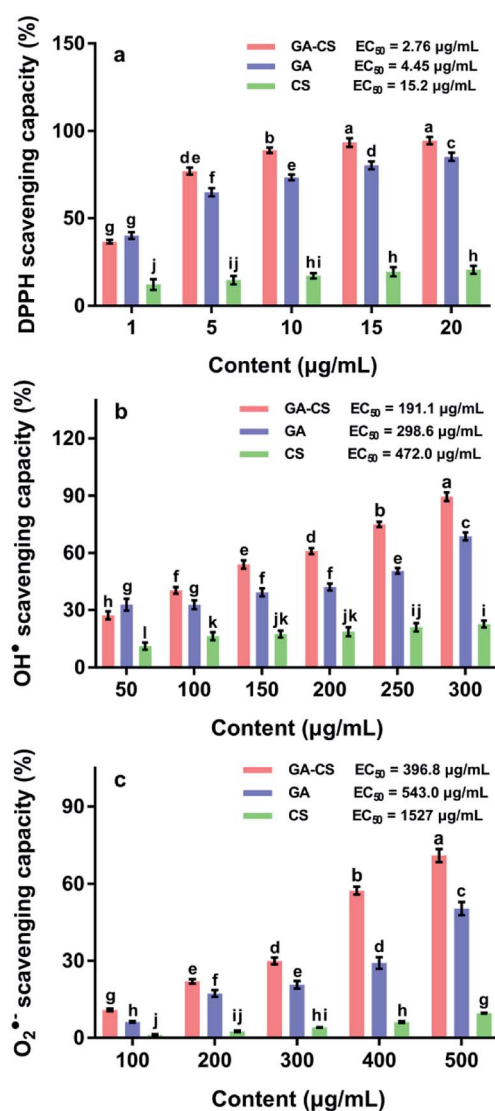 DPPH scavenging capacity (%)
150
100
50
0
a
GA-CS EC50 = 2.76 µg/mL
GA EC50 = 4.45 µg/mL
CS EC50 = 15.2 µg/mL
g g j
de f ij
b e hi
a d h
a c h
1 5 10 15 20
Content (µg/mL)
OH• scavenging capacity (%)
120
90
60
30
0
b
GA-CS EC50 = 191.1 µg/mL
GA EC50 = 298.6 µg/mL
CS EC50 = 472.0 µg/mL
h g l
f g k
e f jk
d f jk
b e ij
a c i
50 100 150 200 250 300
Content (µg/mL)
O2•- scavenging capacity (%)
90
60
30
0
c
GA-CS EC50 = 396.8 µg/mL
GA EC50 = 543.0 µg/mL
CS EC50 = 1527 µg/mL
g h j
e f ij
d e hi
b d h
a c g
100 200 300 400 500
Content (µg/mL)